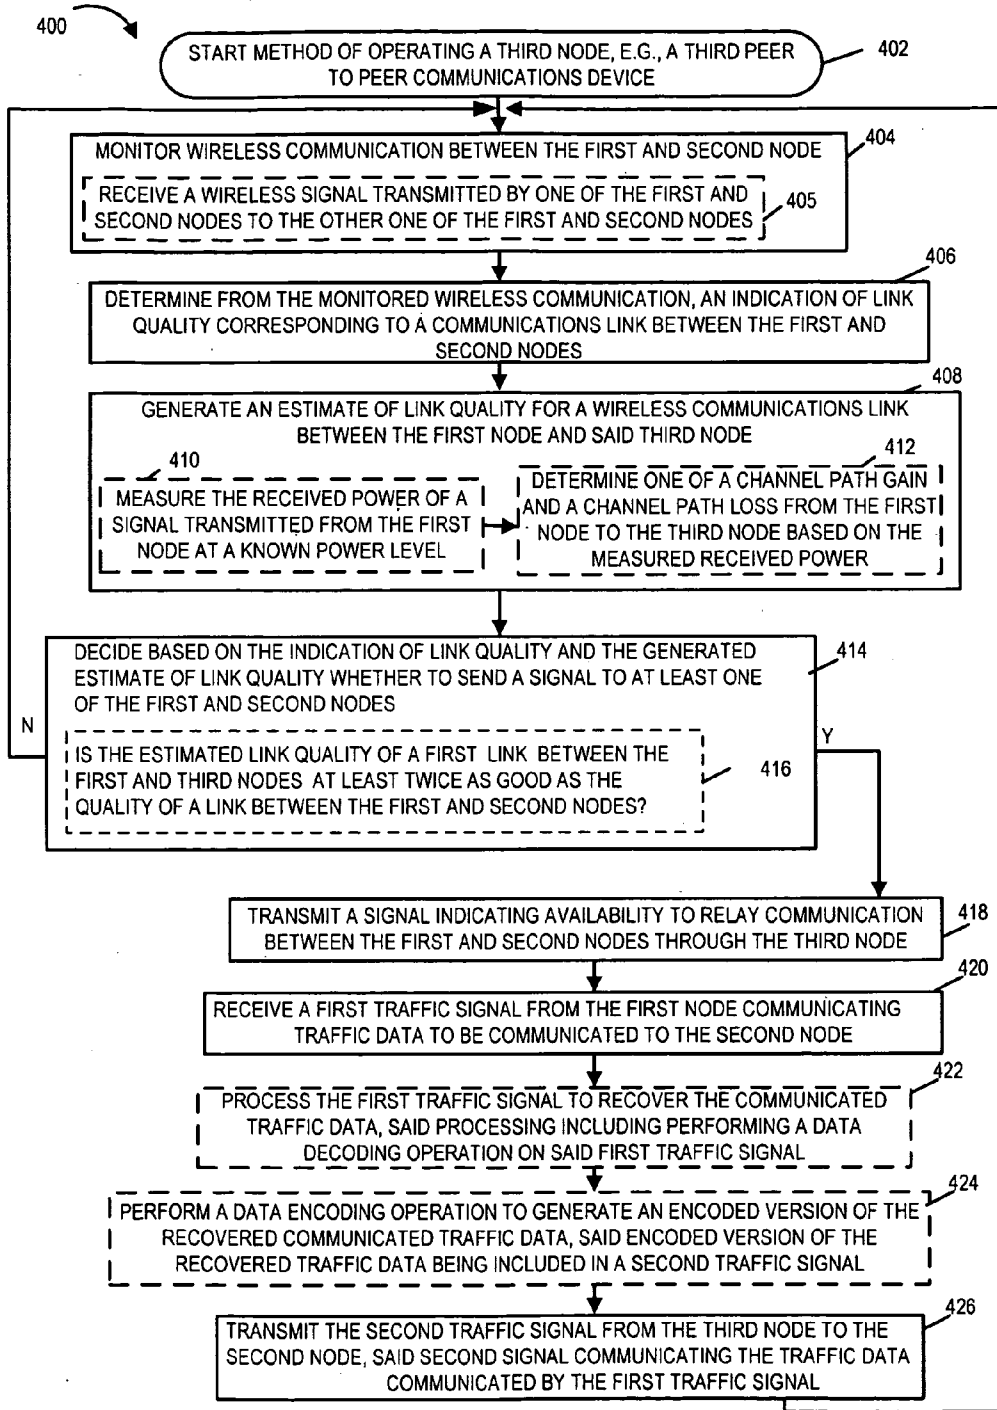 400
START METHOD OF OPERATING A THIRD NODE, E.G., A THIRD PEER
TO PEER COMMUNICATIONS DEVICE
402
MONITOR WIRELESS COMMUNICATION BETWEEN THE FIRST AND SECOND NODE
404
RECEIVE A WIRELESS SIGNAL TRANSMITTED BY ONE OF THE FIRST AND
SECOND NODES TO THE OTHER ONE OF THE FIRST AND SECOND NODES
405
406
DETERMINE FROM THE MONITORED WIRELESS COMMUNICATION, AN INDICATION OF LINK
QUALITY CORRESPONDING TO A COMMUNICATIONS LINK BETWEEN THE FIRST AND
SECOND NODES
408
GENERATE AN ESTIMATE OF LINK QUALITY FOR A WIRELESS COMMUNICATIONS LINK
BETWEEN THE FIRST NODE AND SAID THIRD NODE
410
MEASURE THE RECEIVED POWER OF A
SIGNAL TRANSMITTED FROM THE FIRST
NODE AT A KNOWN POWER LEVEL
412
DETERMINE ONE OF A CHANNEL PATH GAIN
AND A CHANNEL PATH LOSS FROM THE FIRST
NODE TO THE THIRD NODE BASED ON THE
MEASURED RECEIVED POWER
DECIDE BASED ON THE INDICATION OF LINK QUALITY AND THE GENERATED
ESTIMATE OF LINK QUALITY WHETHER TO SEND A SIGNAL TO AT LEAST ONE
OF THE FIRST AND SECOND NODES
414
N
Y
IS THE ESTIMATED LINK QUALITY OF A FIRST LINK BETWEEN THE
FIRST AND THIRD NODES AT LEAST TWICE AS GOOD AS THE
QUALITY OF A LINK BETWEEN THE FIRST AND SECOND NODES?
416
TRANSMIT A SIGNAL INDICATING AVAILABILITY TO RELAY COMMUNICATION
BETWEEN THE FIRST AND SECOND NODES THROUGH THE THIRD NODE
418
420
RECEIVE A FIRST TRAFFIC SIGNAL FROM THE FIRST NODE COMMUNICATING
TRAFFIC DATA TO BE COMMUNICATED TO THE SECOND NODE
422
PROCESS THE FIRST TRAFFIC SIGNAL TO RECOVER THE COMMUNICATED
TRAFFIC DATA, SAID PROCESSING INCLUDING PERFORMING A DATA
DECODING OPERATION ON SAID FIRST TRAFFIC SIGNAL
424
PERFORM A DATA ENCODING OPERATION TO GENERATE AN ENCODED VERSION OF THE
RECOVERED COMMUNICATED TRAFFIC DATA, SAID ENCODED VERSION OF THE
RECOVERED TRAFFIC DATA BEING INCLUDED IN A SECOND TRAFFIC SIGNAL
426
TRANSMIT THE SECOND TRAFFIC SIGNAL FROM THE THIRD NODE TO THE
SECOND NODE, SAID SECOND SIGNAL COMMUNICATING THE TRAFFIC DATA
COMMUNICATED BY THE FIRST TRAFFIC SIGNAL